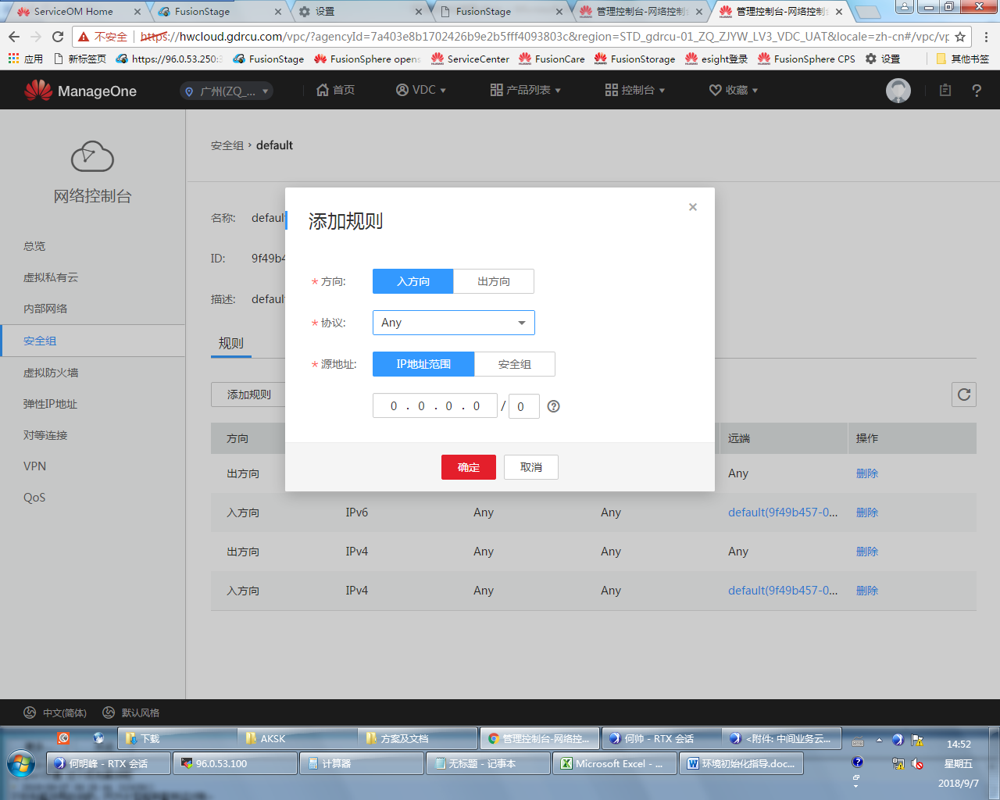 ServiceOM Home
FusionStage
设置
FusionStage
管理控制台-网络控制
管理控制台-网络控制
不安全 https://hwcloud.gdrcu.com/vpc/?agencyId=7a403e8b1702426b9e2b5fff4093803c&region=STD_gdrcu-01_ZQ_ZJYW_LV3_VDC_UAT&locale=zh-cn#/vpc/vp
应用 新标签页 https://96.0.53.250: FusionStage FusionSphere opens ServiceCenter FusionCare FusionStorage esight登录 FusionSphere CPS 设置 其他书签
ManageOne 广州(ZQ_... 首页 VDC 产品列表 控制台 收藏 ?
网络控制台
总览
虚拟私有云
内部网络
安全组
虚拟防火墙
弹性IP地址
对等连接
VPN
QoS
安全组 › default
名称: defaul
ID: 9f49b4
描述: defaul
规则
添加规则
方向 远端 操作
出方向 Any 删除
入方向 IPv6 Any Any default(9f49b457-0... 删除
出方向 IPv4 Any Any Any 删除
入方向 IPv4 Any Any default(9f49b457-0... 删除
添加规则 ×
* 方向: 入方向 出方向
* 协议: Any
* 源地址: IP地址范围 安全组
0 . 0 . 0 . 0 / 0 ?
确定 取消
中文(简体) 默认风格
下载 AKSK 方案及文档 管理控制台-网络控... 何帅 - RTX 会话 <附件: 中间业务云...
何明峰 - RTX 会话 96.0.53.100 计算器 无标题 - 记事本 Microsoft Excel - ... 环境初始化指导.doc...
14:52
星期五
2018/9/7